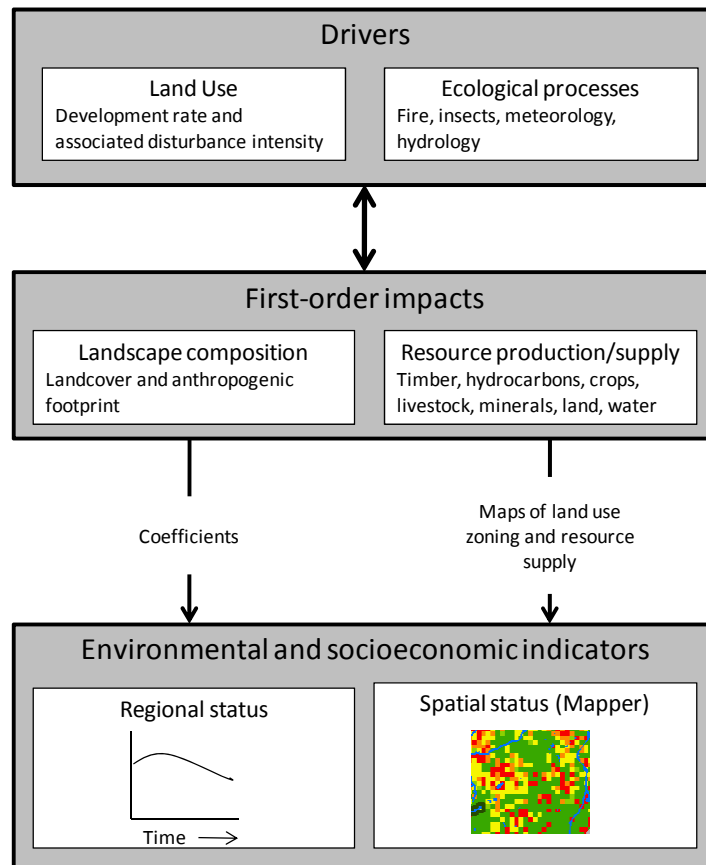 Drivers
Land Use
Development rate and
associated disturbance intensity
Ecological processes
Fire, insects, meteorology,
hydrology
First-order impacts
Landscape composition
Landcover and anthropogenic
footprint
Resource production/supply
Timber, hydrocarbons, crops,
livestock, minerals, land, water
Coefficients
Maps of land use
zoning and resource
supply
Environmental and socioeconomic indicators
Regional status
Time
Spatial status (Mapper)